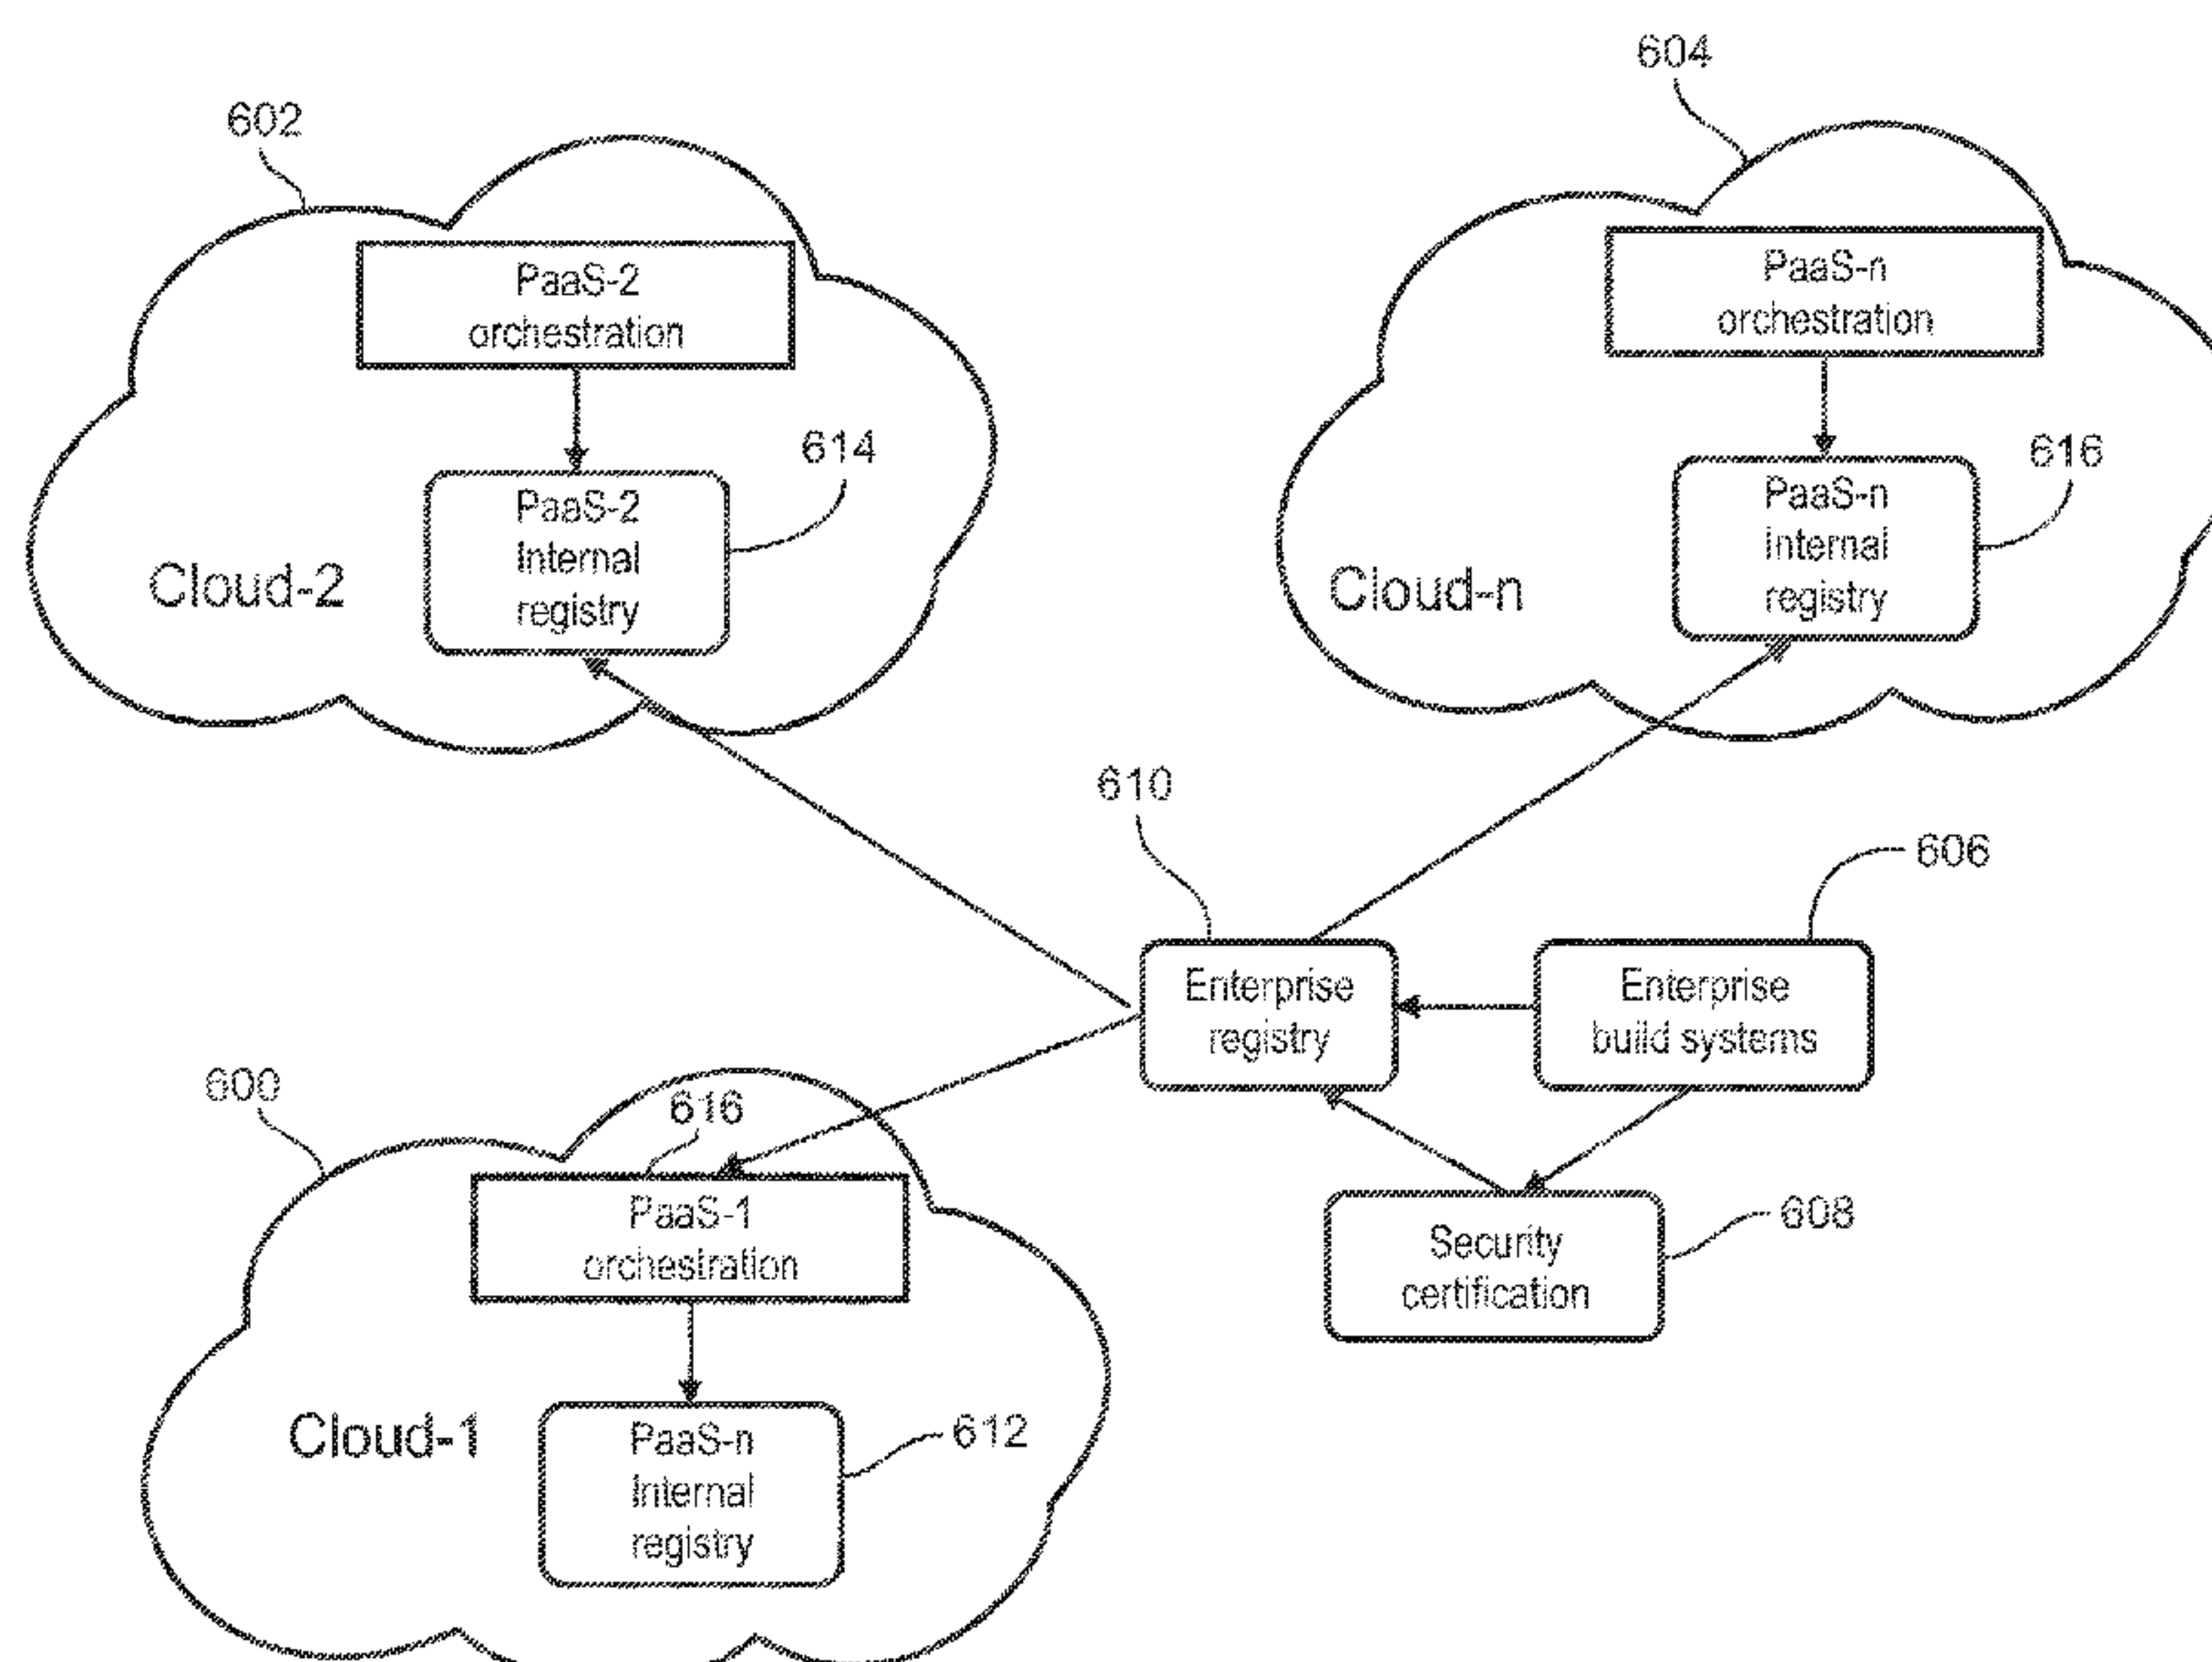 604
602
PaaS-2
orchestration
PaaS-n
orchestration
614
616
PaaS-2
Internal
registry
PaaS-n
internal
registry
Cloud-2
Cloud-n
610
606
Enterprise
registry
Enterprise
build systems
600
616
PaaS-1
orchestration
608
Security
certification
Cloud-1
612
PaaS-n
Internal
registry